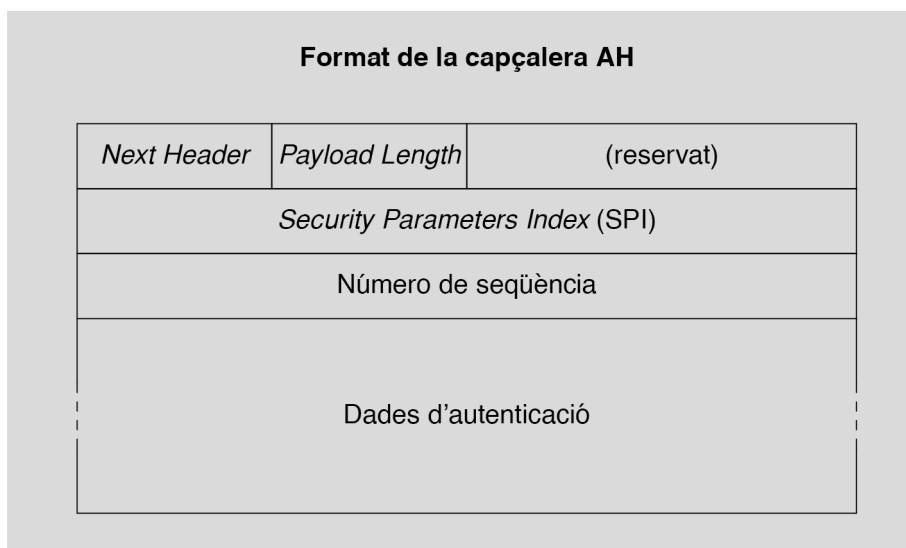 Format de la capçalera AH
Next Header Payload Length (reservat)
Security Parameters Index (SPI)
Número de seqüència
Dades d'autenticació